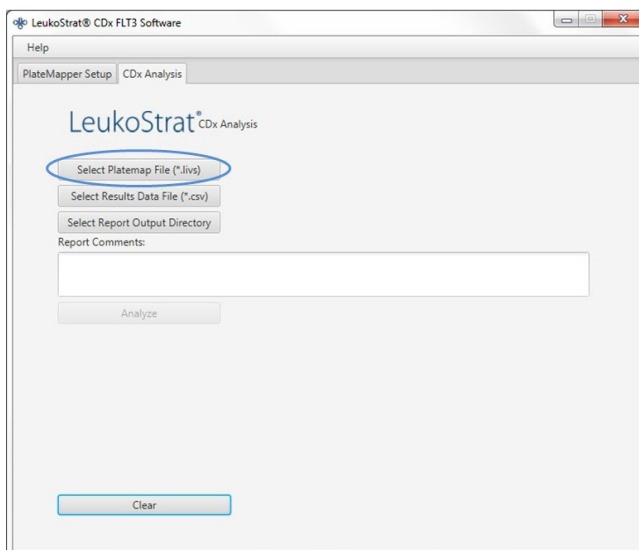 LeukoStrat® CDx FLT3 Software
Help
PlateMapper Setup CDx Analysis
LeukoStrat® CDx Analysis
Select Platemap File (*.livs)
Select Results Data File (*.csv)
Select Report Output Directory
Report Comments:
Analyze
Clear